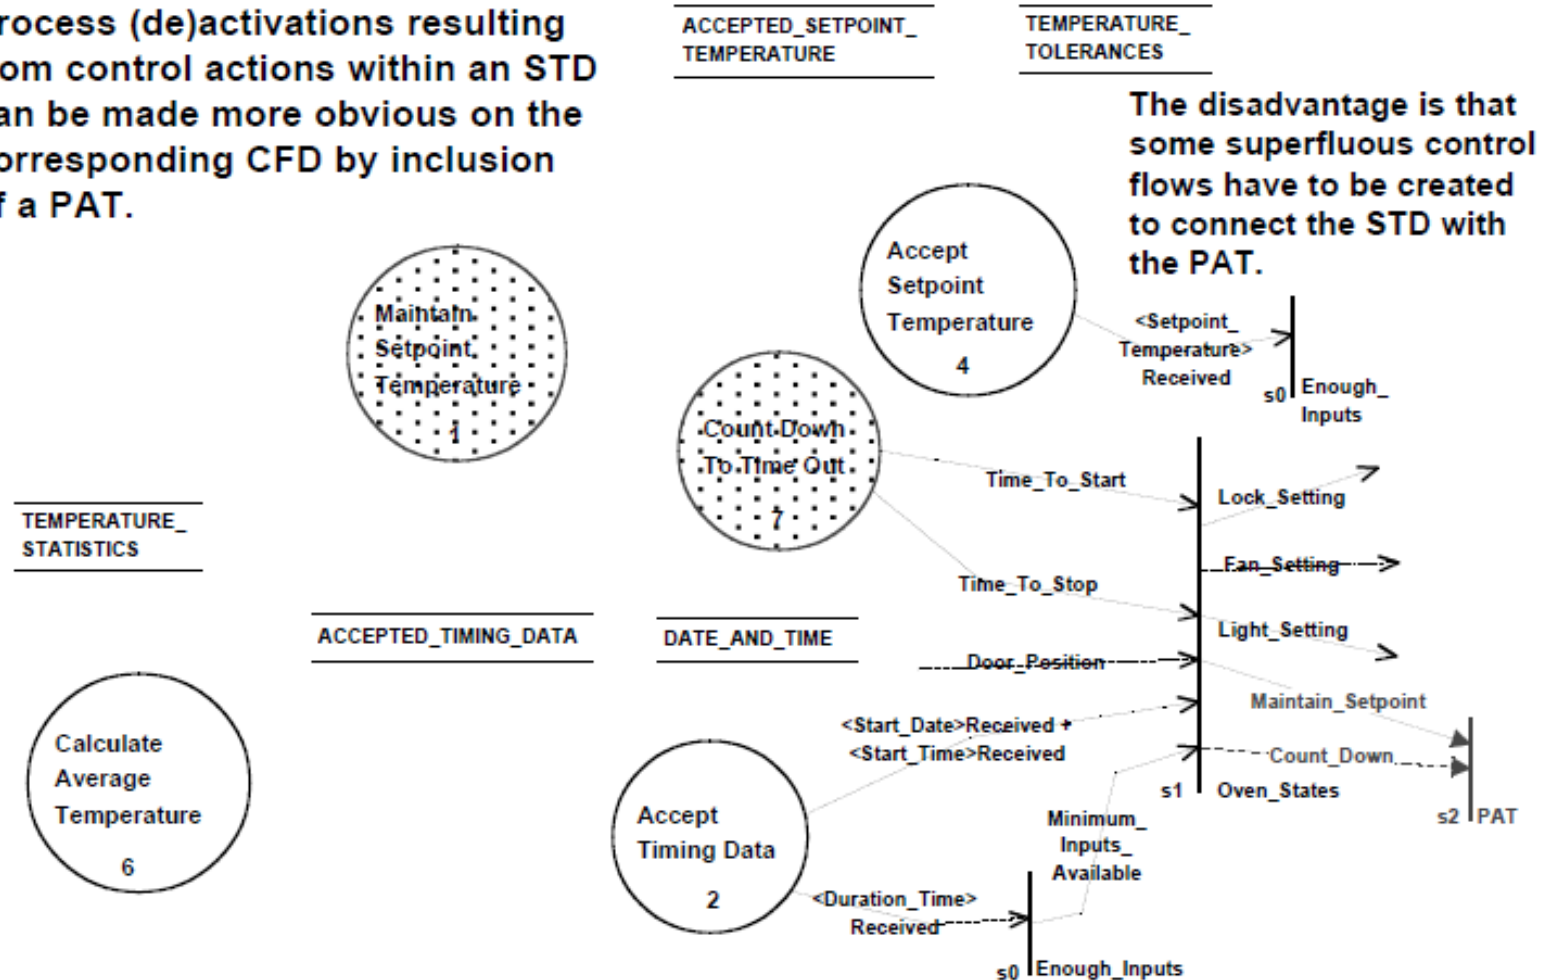 rocess (de)activations resulting
om control actions within an STD
an be made more obvious on the
orresponding CFD by inclusion
f a PAT.
ACCEPTED_SETPOINT_
TEMPERATURE
TEMPERATURE_
TOLERANCES
The disadvantage is that
some superfluous control
flows have to be created
to connect the STD with
the PAT.
Accept
Setpoint
Temperature
4
<Setpoint_
Temperature>
Received
s0
Enough_
Inputs
Maintain
Setpoint
Temperature
1
Count Down
To Time Out
7
Time_To_Start
Lock_Setting
TEMPERATURE_
STATISTICS
Fan_Setting
Time_To_Stop
Light_Setting
ACCEPTED_TIMING_DATA
DATE_AND_TIME
Door_Position
Maintain_Setpoint
<Start_Date>Received +
<Start_Time>Received
Count_Down
s1
Oven_States
s2
PAT
Calculate
Average
Temperature
6
Accept
Timing Data
2
Minimum_
Inputs_
Available
<Duration_Time>
Received
s0
Enough_Inputs